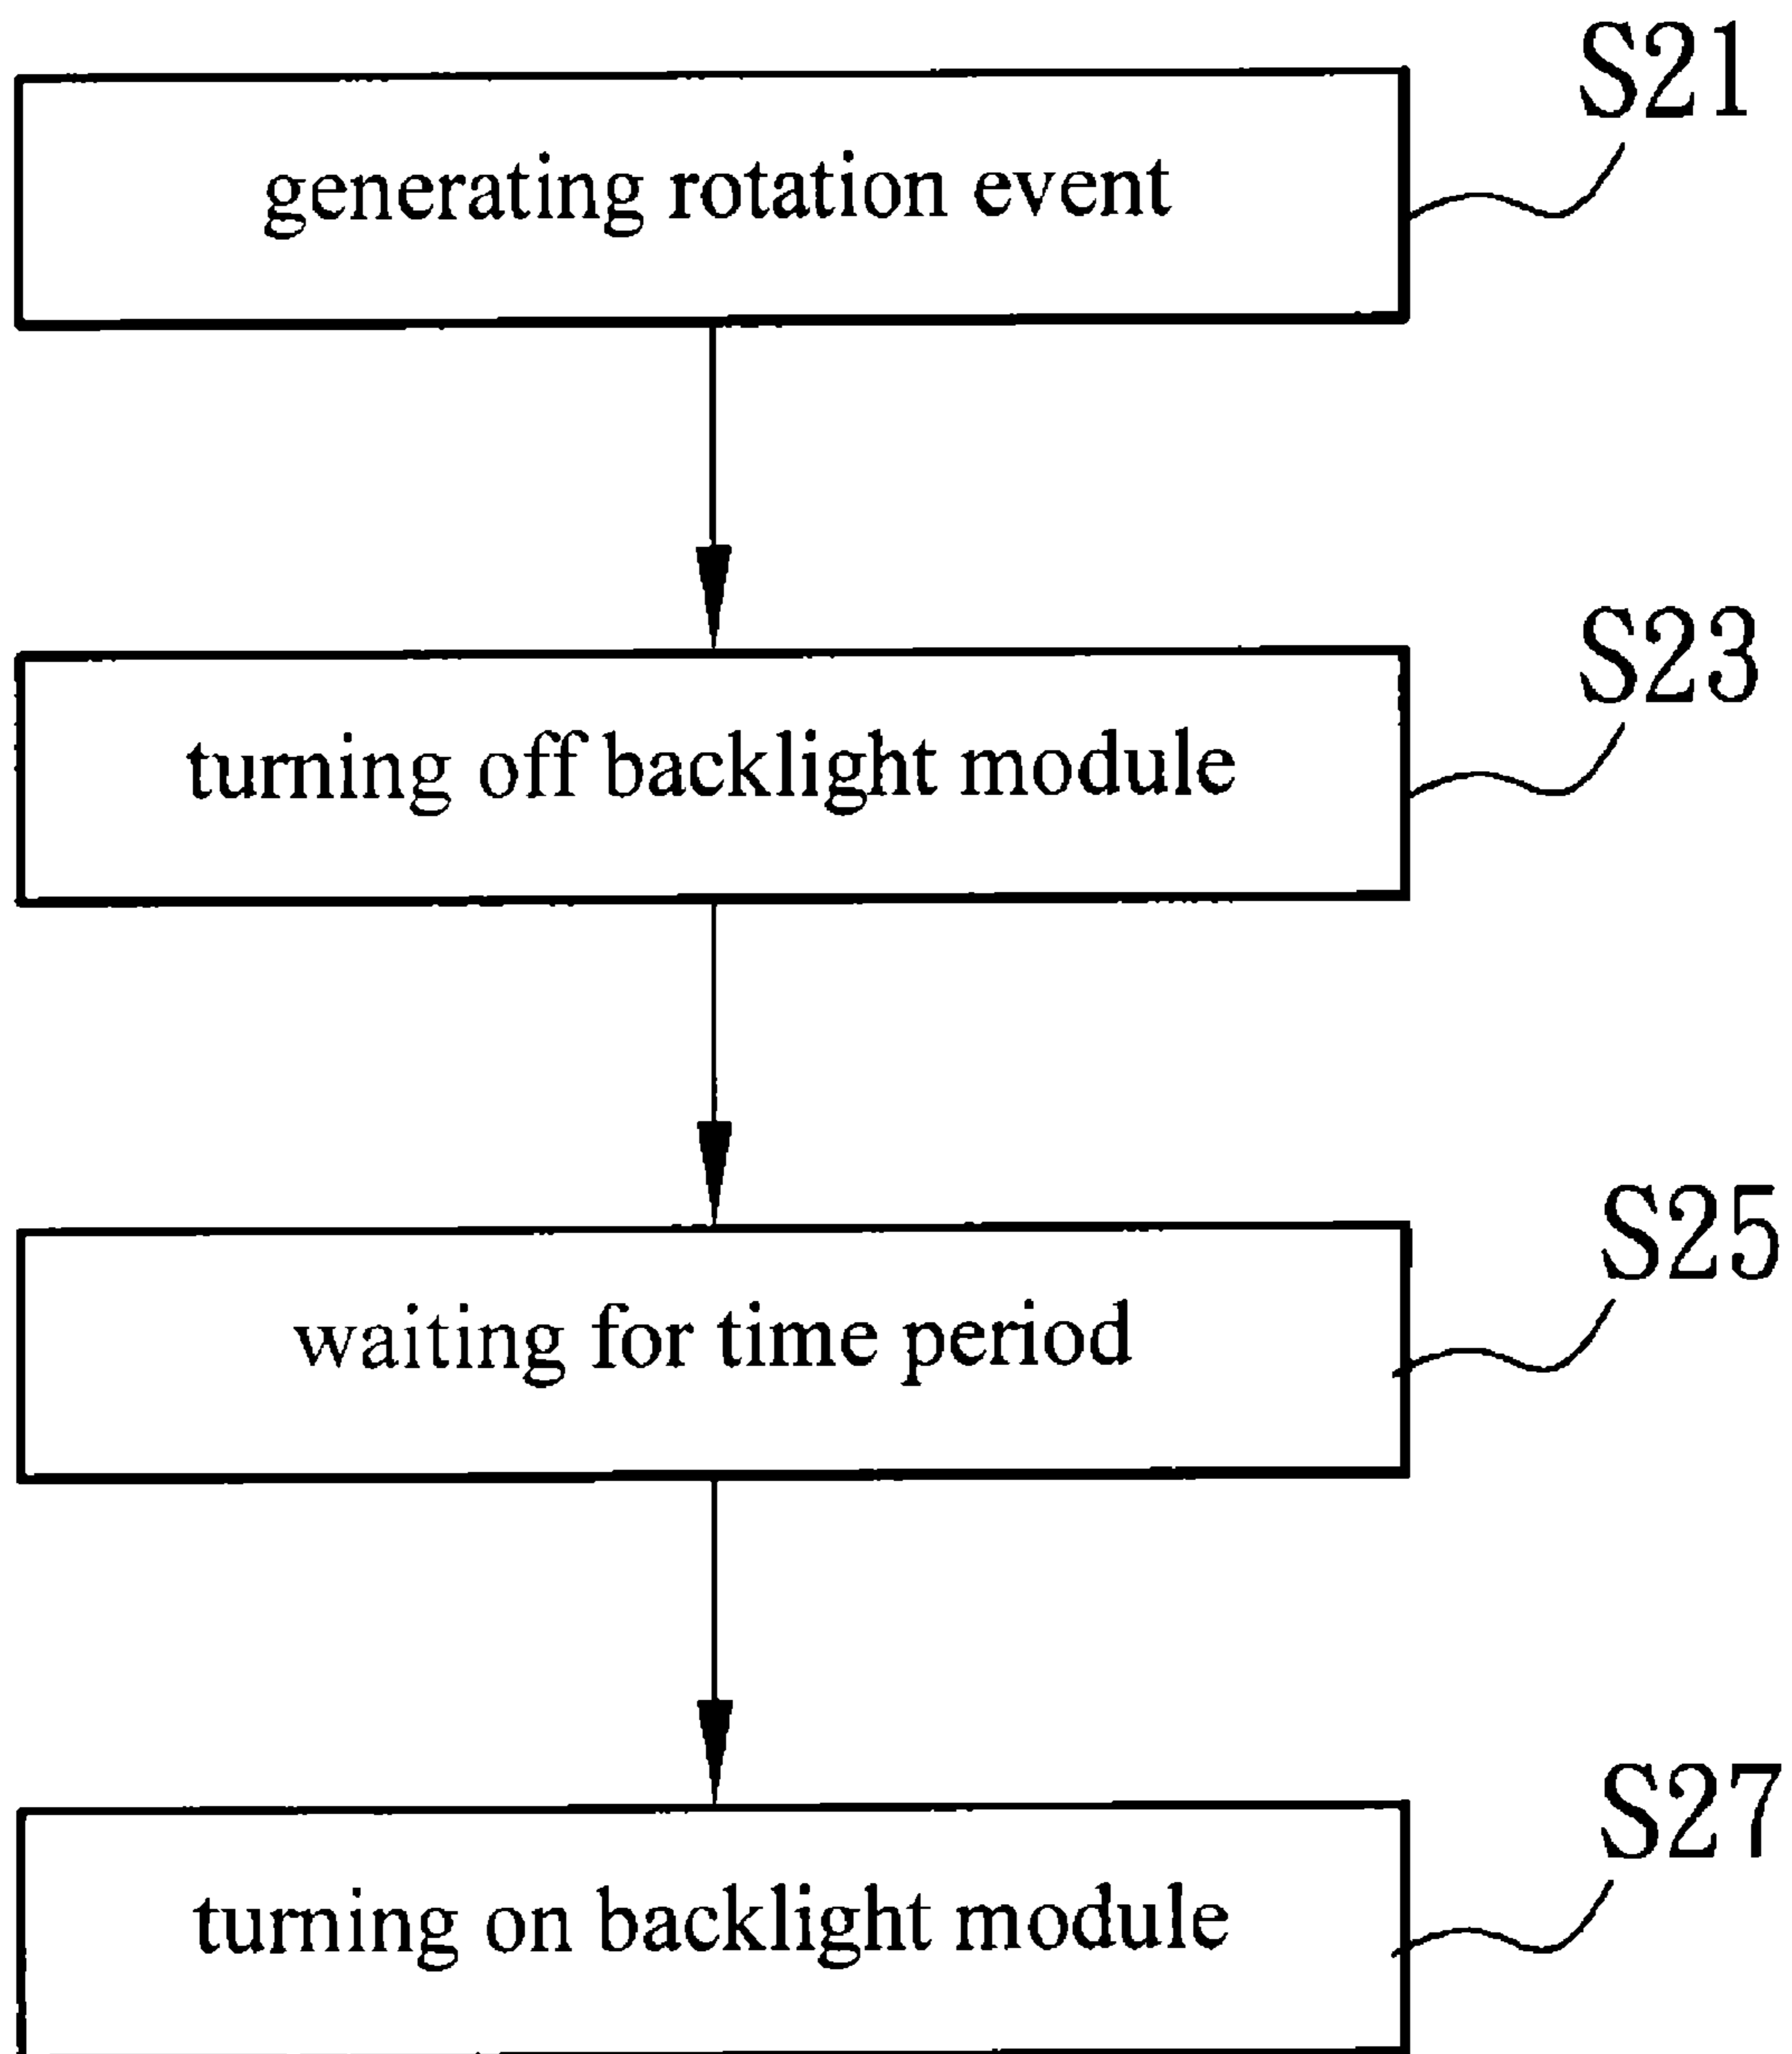 S21
generating rotation event
S23
turning off backlight module
S25
waiting for time period
S27
turning on backlight module